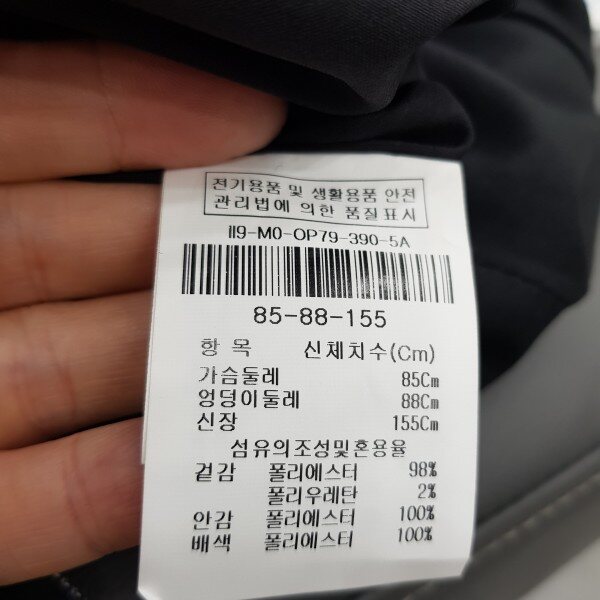 전기용품 및 생활용품 안전
관리법에 의한 품질표시
II9-M0-OP79-390-5A
85-88-155
항 목 신체치수(Cm)
가슴둘레 85Cm
엉덩이둘레 88Cm
신장 155Cm
섬유의조성및혼용율
겉감 폴리에스터 98%
폴리우레탄 2%
안감 폴리에스터 100%
배색 폴리에스터 100%